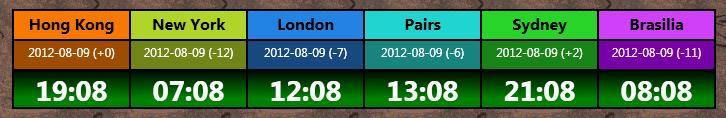 Hong Kong New York London Pairs Sydney Brasilia
2012-08-09 (+0) 2012-08-09 (-12) 2012-08-09 (-7) 2012-08-09 (-6) 2012-08-09 (+2) 2012-08-09 (-11)
19:08 07:08 12:08 13:08 21:08 08:08